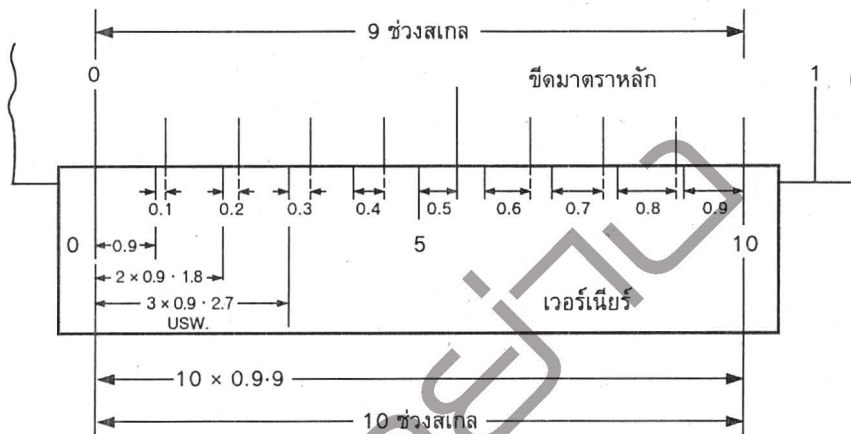 9 ช่วงสเกล
0 ขีดมาตราหลัก 1
0.1 0.2 0.3 0.4 0.5 0.6 0.7 0.8 0.9
0 0.9 5 10
2 × 0.9 · 1.8
3 × 0.9 · 2.7 เวอร์เนียร์
USW.
10 × 0.9·9
10 ช่วงสเกล